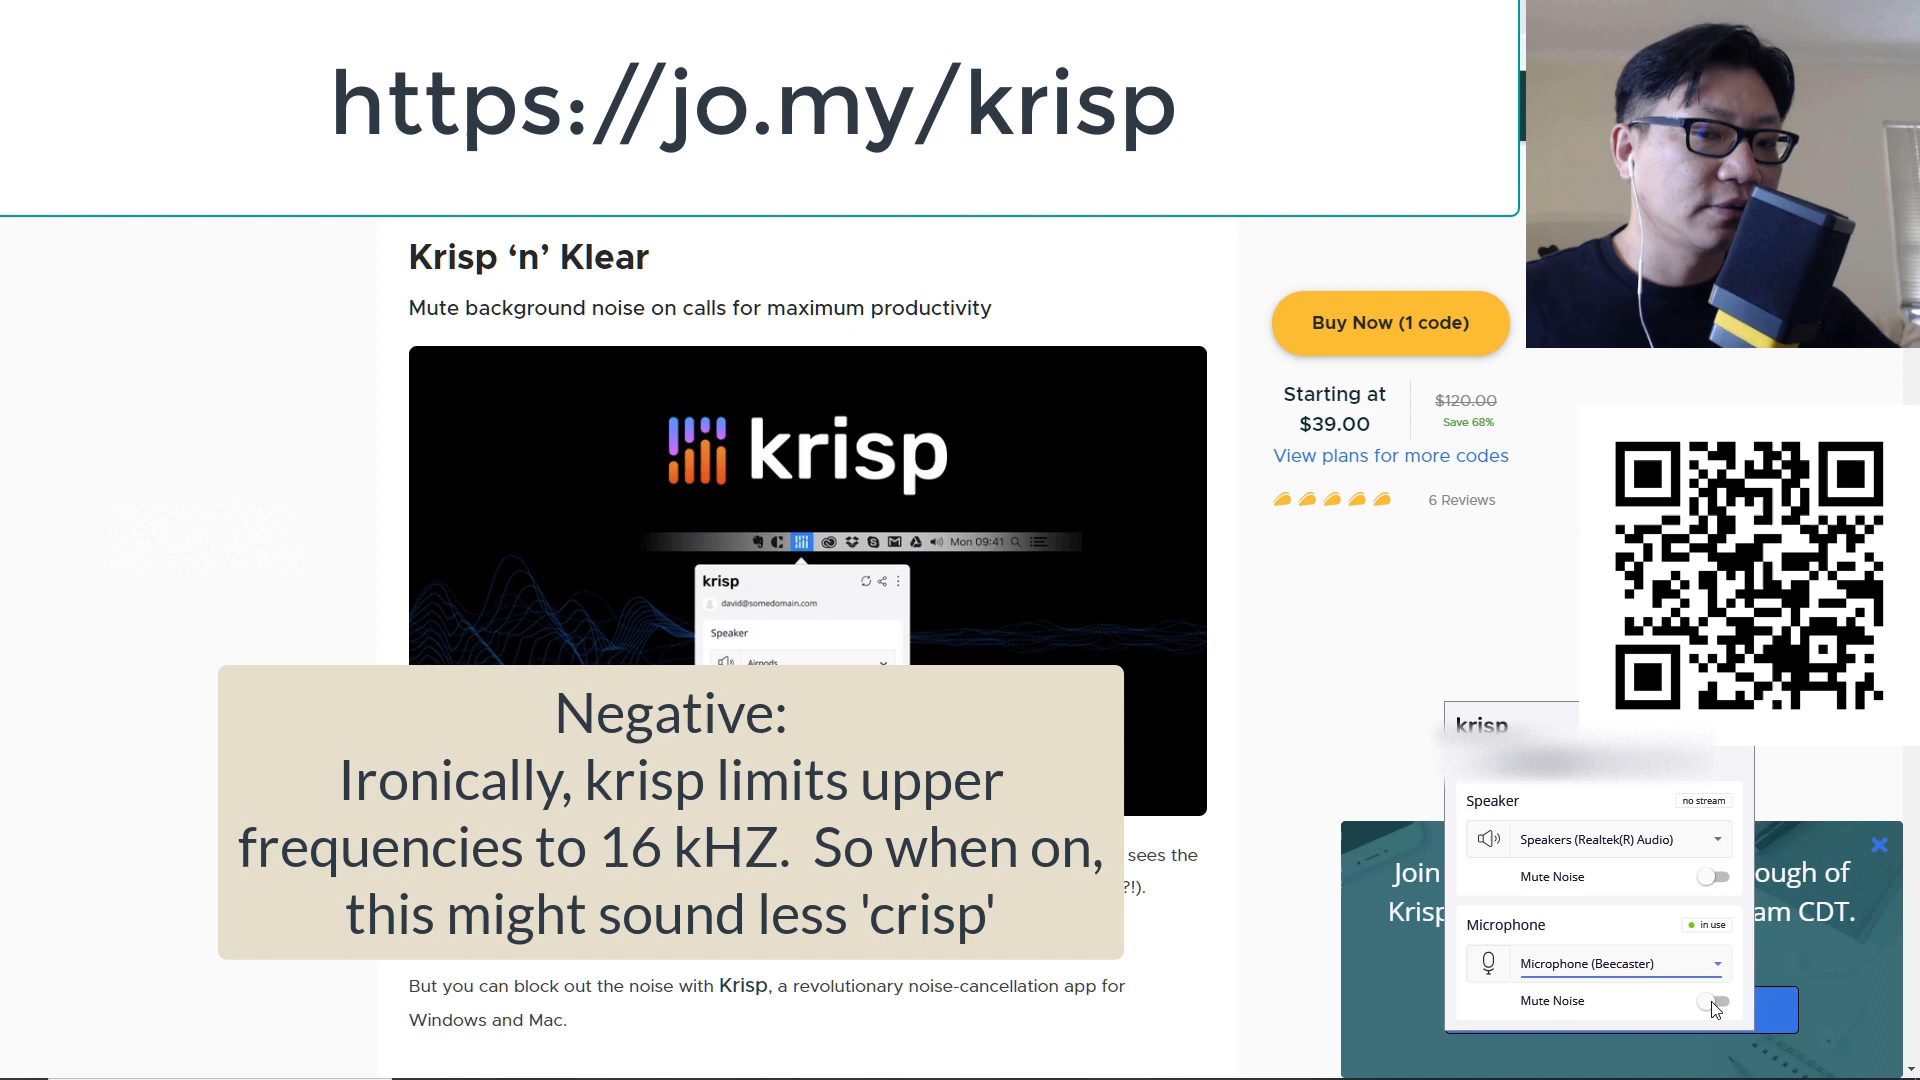 https://jo.my/krisp
Krisp ‘n’ Klear
Mute background noise on calls for maximum productivity
krisp
Mon 09:41
krisp
david@somedomain.com
Speaker
Airpods
Negative:
Ironically, krisp limits upper
frequencies to 16 kHZ.  So when on,
this might sound less 'crisp'
sees the
?!).
But you can block out the noise with Krisp, a revolutionary noise-cancellation app for
Windows and Mac.
Buy Now (1 code)
Starting at
$39.00
$120.00
Save 68%
View plans for more codes
6 Reviews
krisp
Speaker
no stream
Speakers (Realtek(R) Audio)
Mute Noise
Microphone
in use
Microphone (Beecaster)
Mute Noise
Join
ough of
Krisp
am CDT.